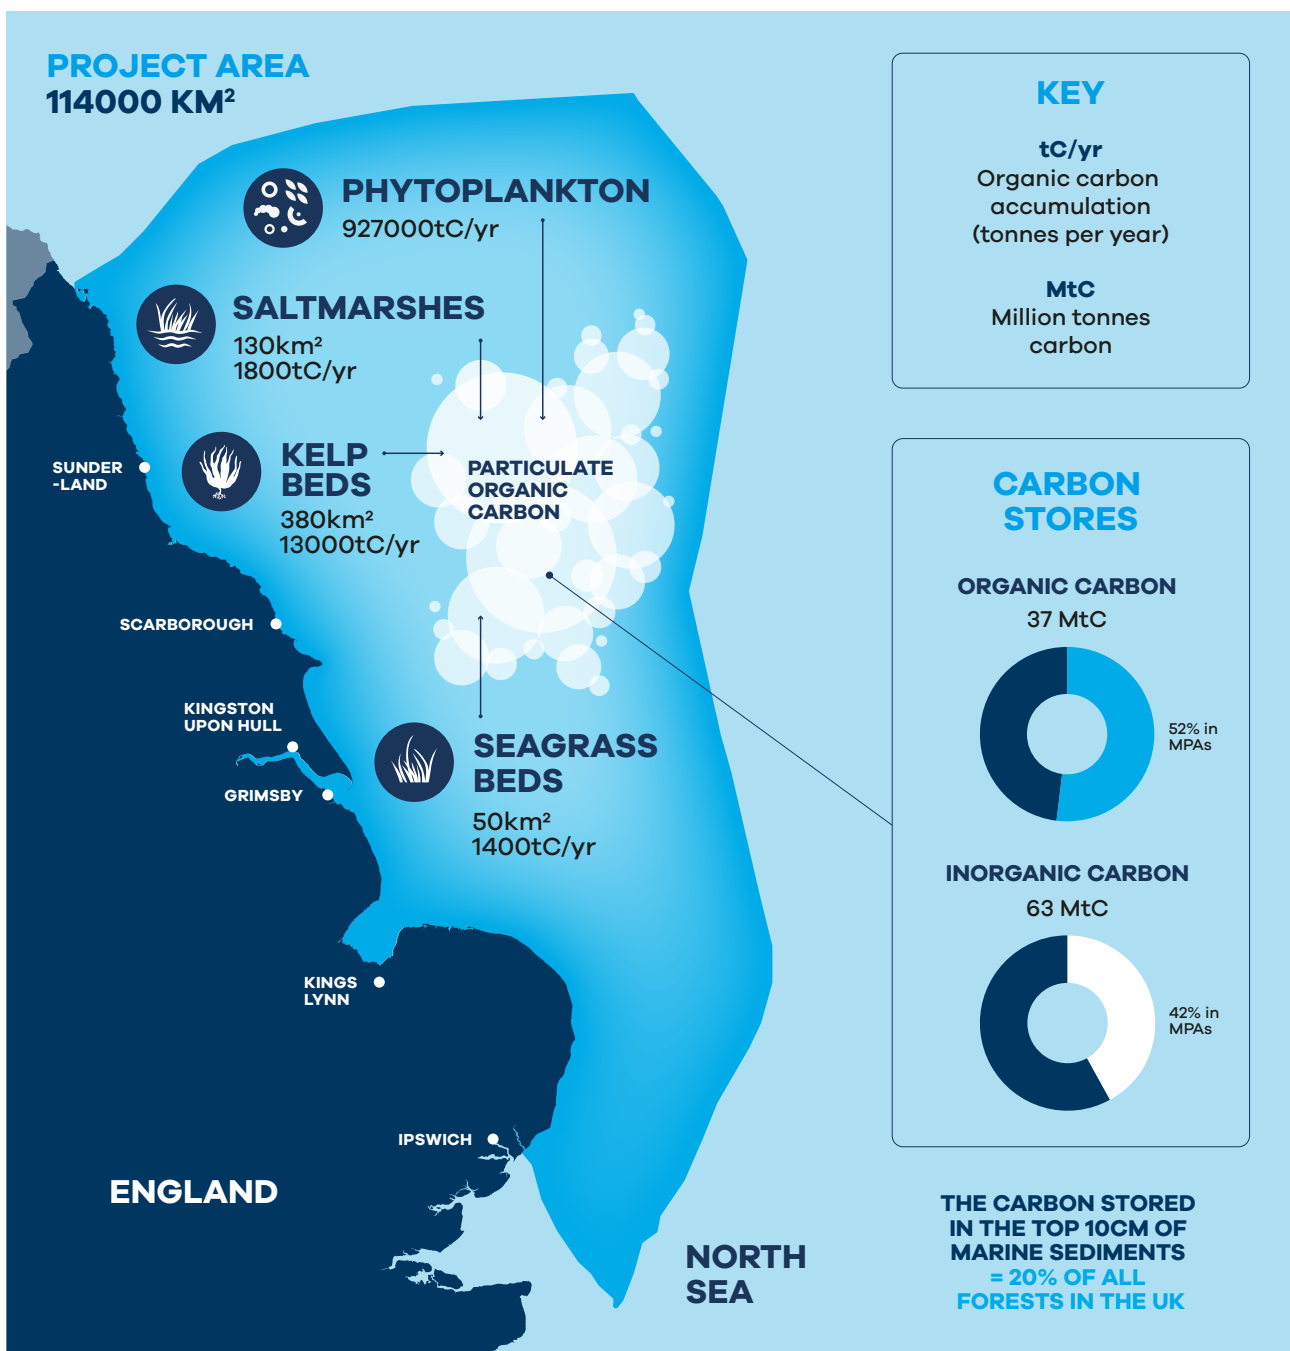 PROJECT AREA
114000 KM²
PHYTOPLANKTON
927000tC/yr
SALTMARSHES
130km²
1800tC/yr
KELP
BEDS
380km²
13000tC/yr
PARTICULATE
ORGANIC
CARBON
SEAGRASS
BEDS
50km²
1400tC/yr
SUNDER
-LAND
SCARBOROUGH
KINGSTON
UPON HULL
GRIMSBY
KINGS
LYNN
IPSWICH
ENGLAND
NORTH
SEA
KEY
tC/yr
Organic carbon
accumulation
(tonnes per year)
MtC
Million tonnes
carbon
CARBON
STORES
ORGANIC CARBON
37 MtC
52% in
MPAs
INORGANIC CARBON
63 MtC
42% in
MPAs
THE CARBON STORED
IN THE TOP 10CM OF
MARINE SEDIMENTS
= 20% OF ALL
FORESTS IN THE UK